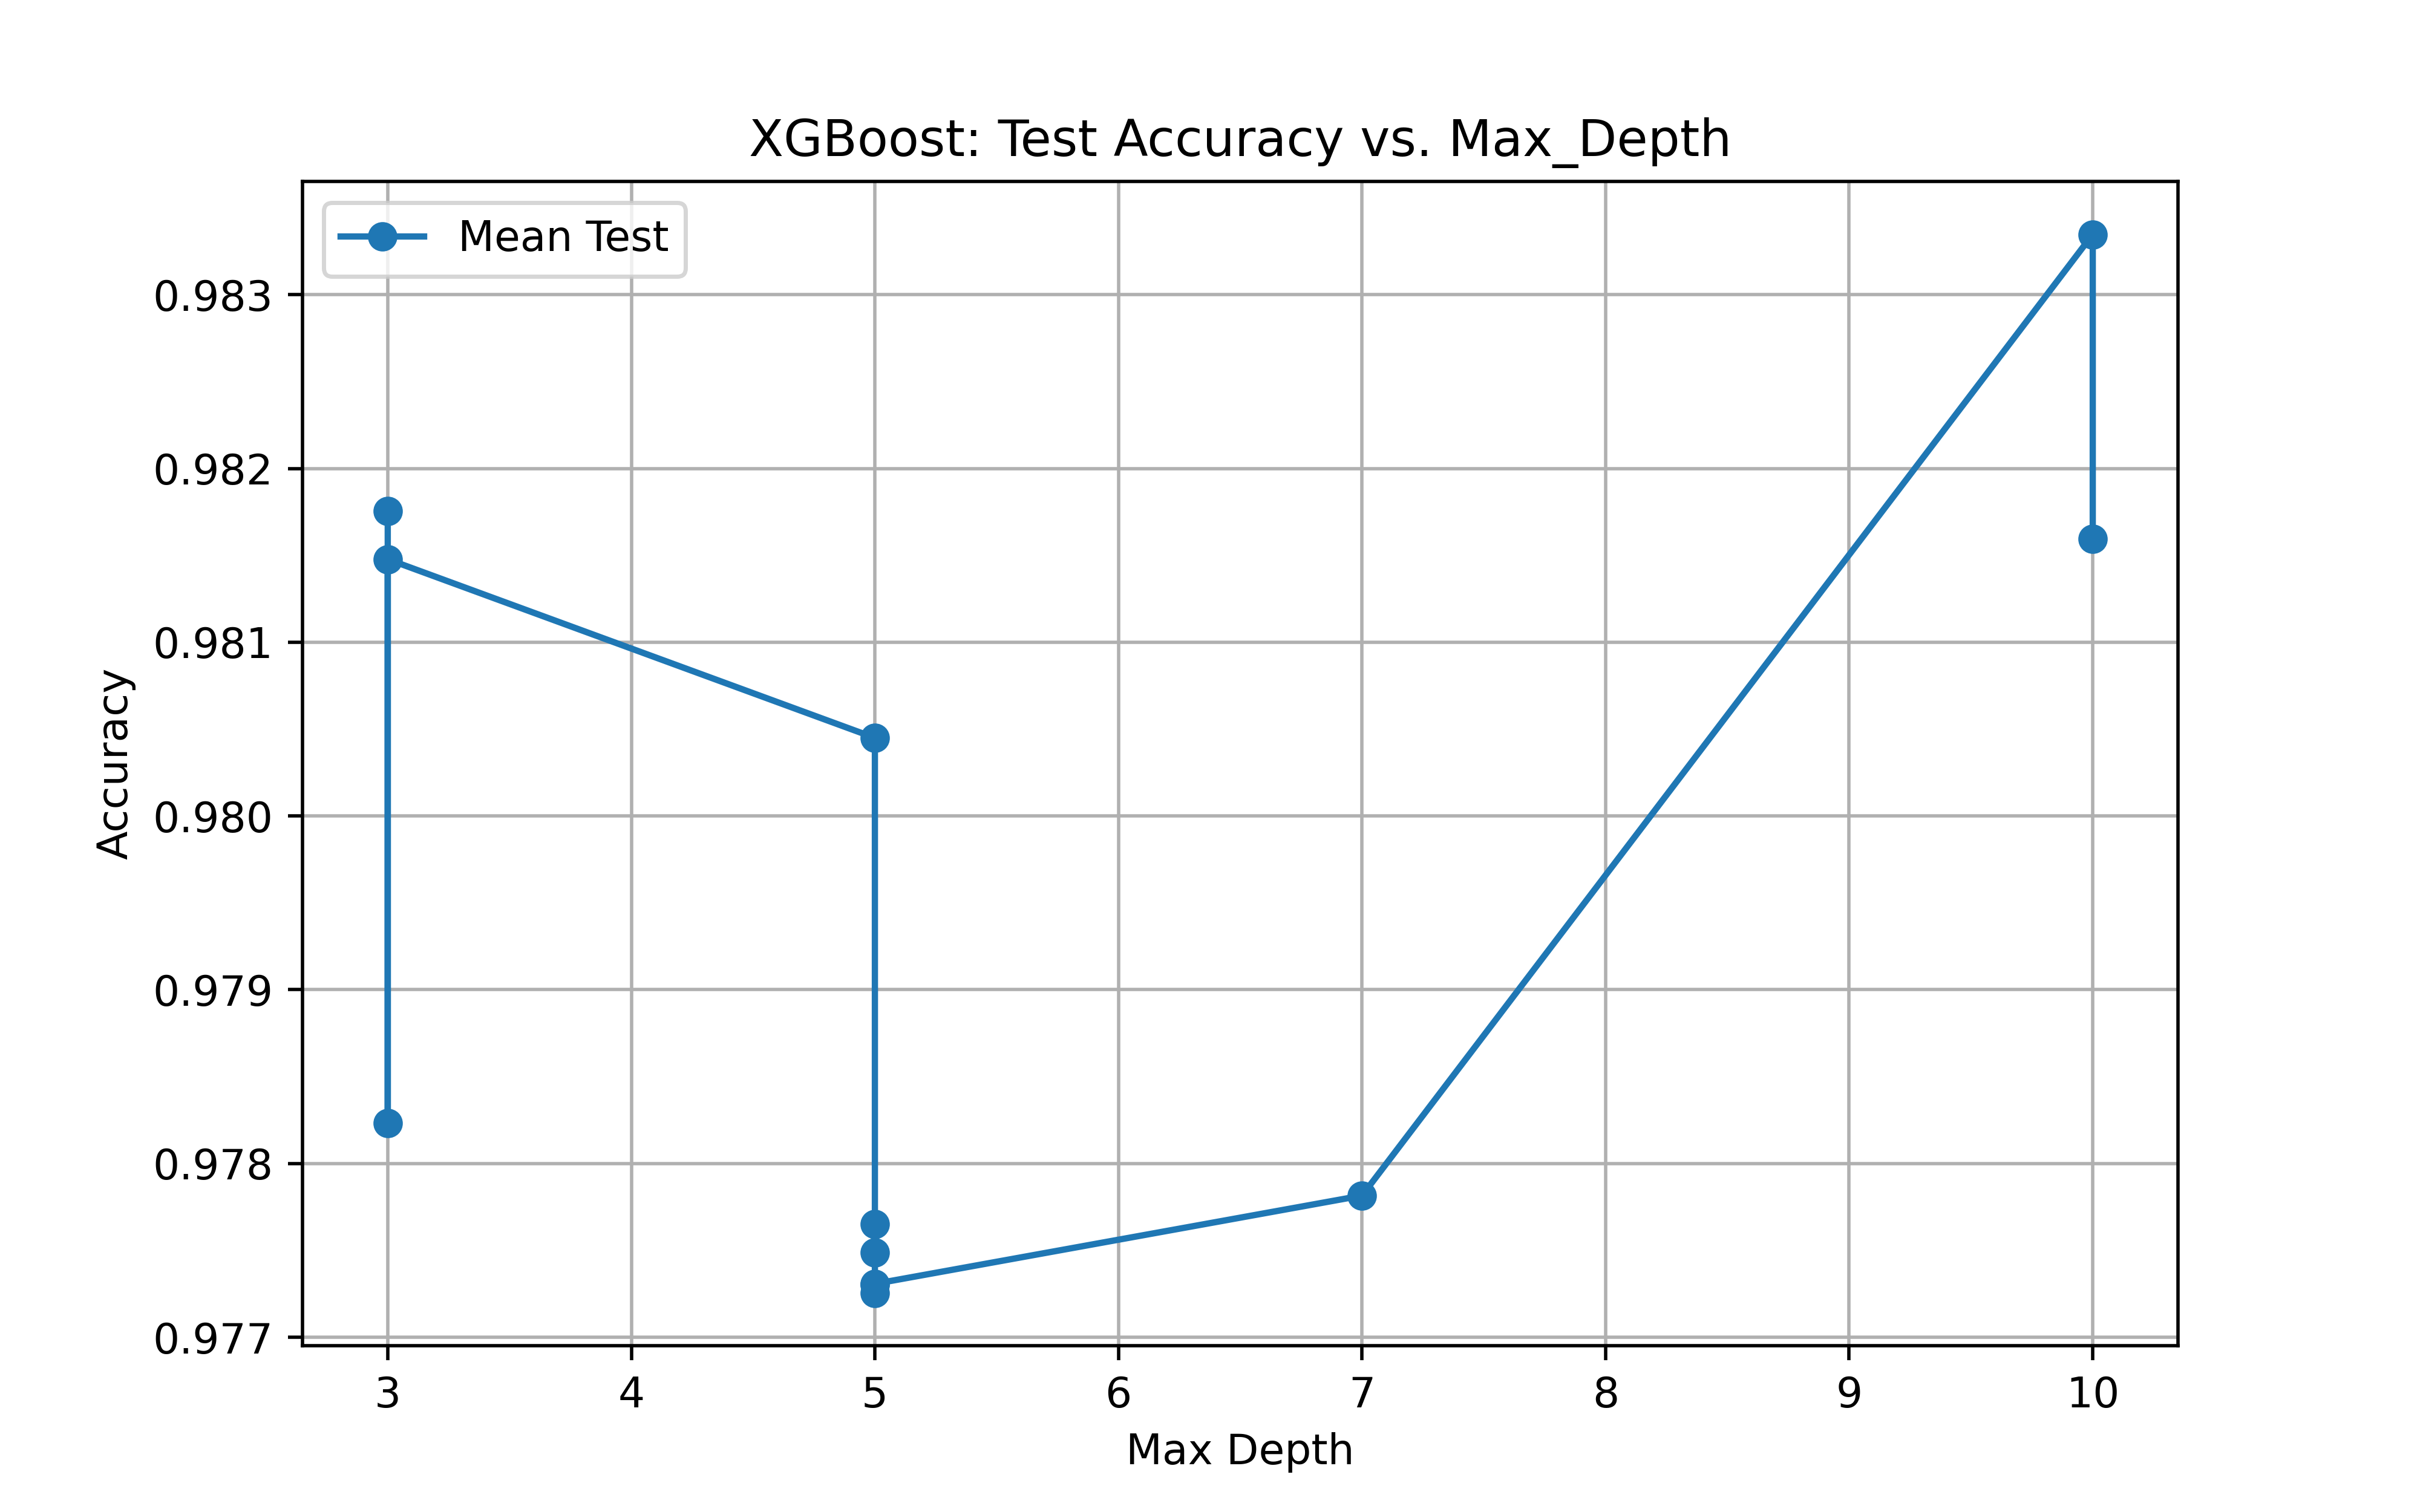 XGBoost: Test Accuracy vs. Max_Depth
Mean Test
0.983
0.982
0.981
0.980
0.979
0.978
0.977
Accuracy
3 4 5 6 7 8 9 10
Max Depth